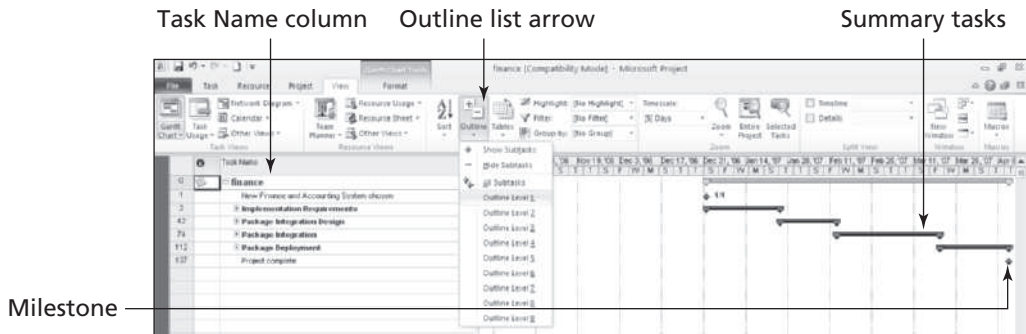 Task Name column Outline list arrow Summary tasks
finance [Compatibility Mode] - Microsoft Project
File Task Resource Project View Format
Network Diagram Resource Usage Highlight: [No Highlight] Timescale: Timeline
Calendar Resource Sheet Filter: [No Filter] Days Details
Gantt Chart Task Usage Other Views Team Planner Other Views Sort Outline Tables Group by: [No Group] Zoom Entire Project Selected Tasks New Window Macros
Task Views Resource Views Zoom Split View Window Macros
Task Name
Show Subtasks
Hide Subtasks
All Subtasks
Outline Level 1
Outline Level 2
Outline Level 3
Outline Level 4
Outline Level 5
Outline Level 6
Outline Level 7
Outline Level 8
Outline Level 9
0 finance
1 New Finance and Accounting System chosen
2 Implementation Requirements
42 Package Integration Design
74 Package Integration
112 Package Deployment
137 Project complete
Milestone